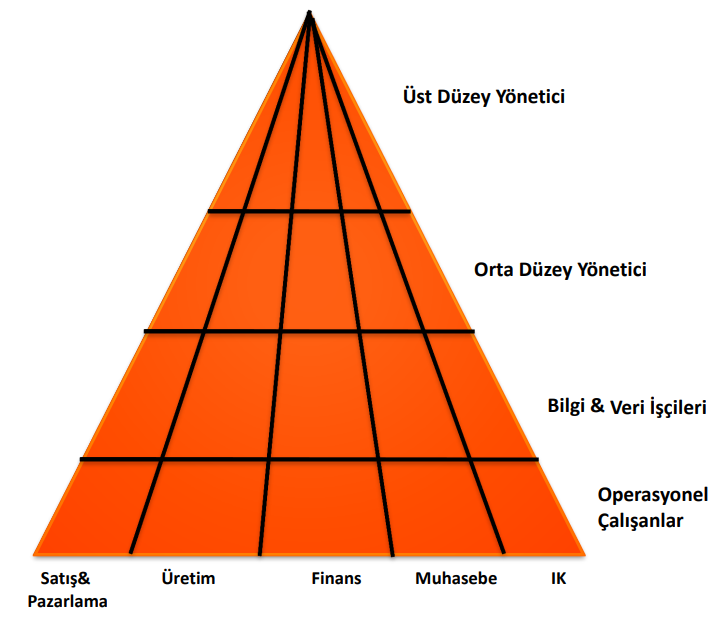 Üst Düzey Yönetici
Orta Düzey Yönetici
Bilgi & Veri İşçileri
Operasyonel
Çalışanlar
Satış&
Pazarlama
Üretim
Finans
Muhasebe
IK